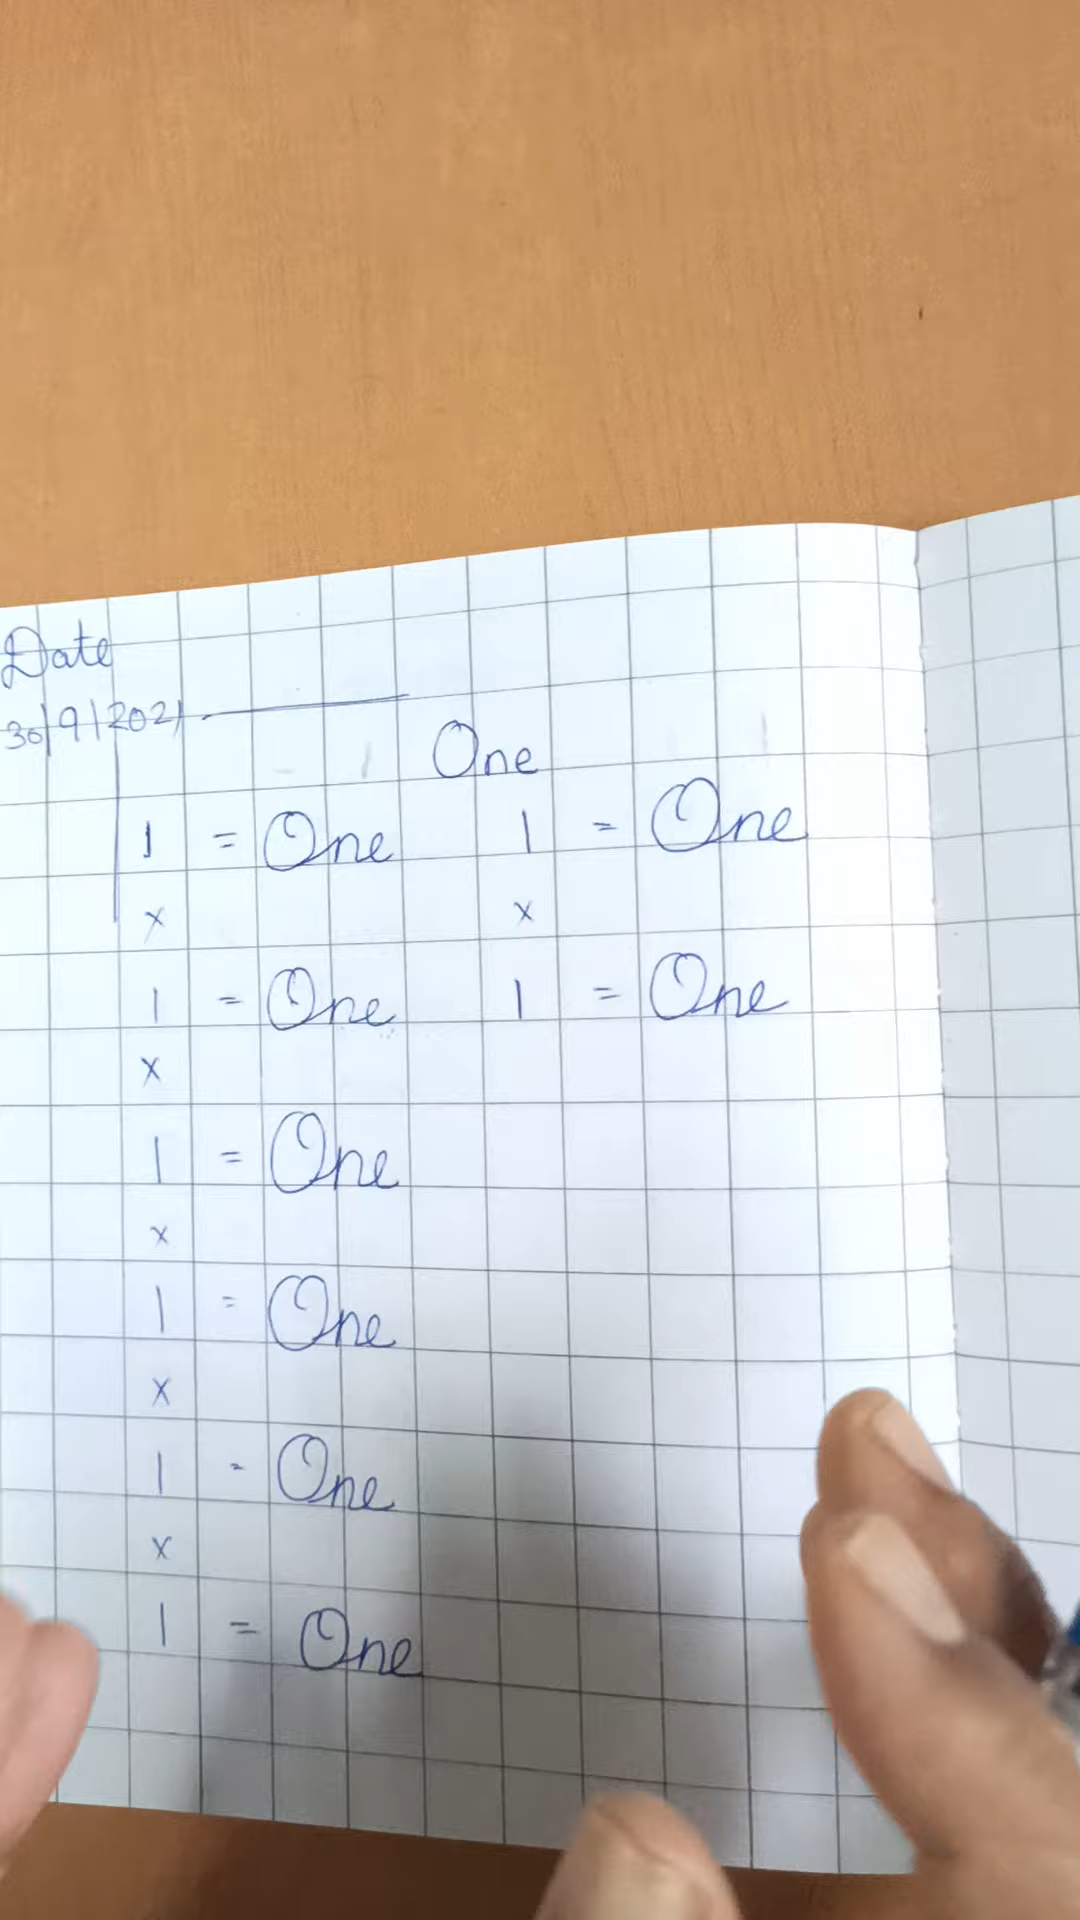 Date
30/9/2021
One
1 = One 1 = One
x x
1 = One 1 = One
x
1 = One
x
1 = One
x
1 - One
x
1 = One